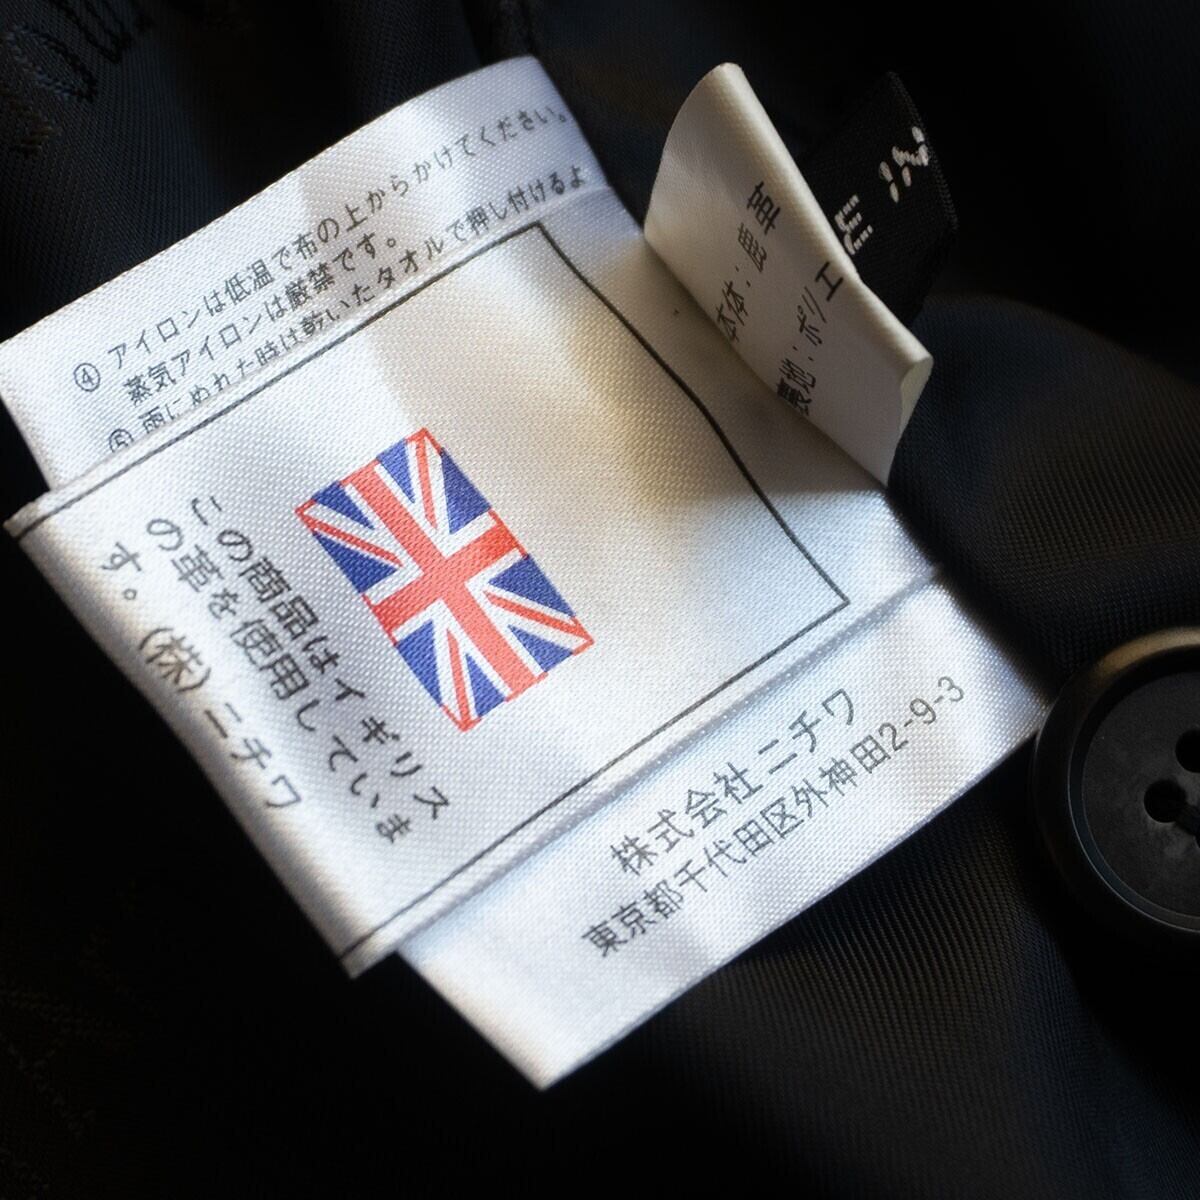 ④ アイロンは低温で布の上からかけてください。
蒸気アイロンは厳禁です。
⑤ 雨にぬれた時は乾いたタオルで押し付けるよ
この商品はイギリス
の革を使用していま
す。(株)ニチワ
株式会社 ニチワ
東京都千代田区外神田2-9-3
本体：鹿革
裏地：ポリエ